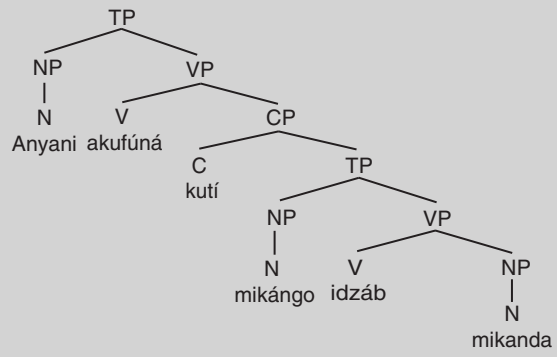 TP
NP VP
N V CP
Anyani akufúná
C TP
kutí
NP VP
N V NP
mikángo idzáb N
mikanda